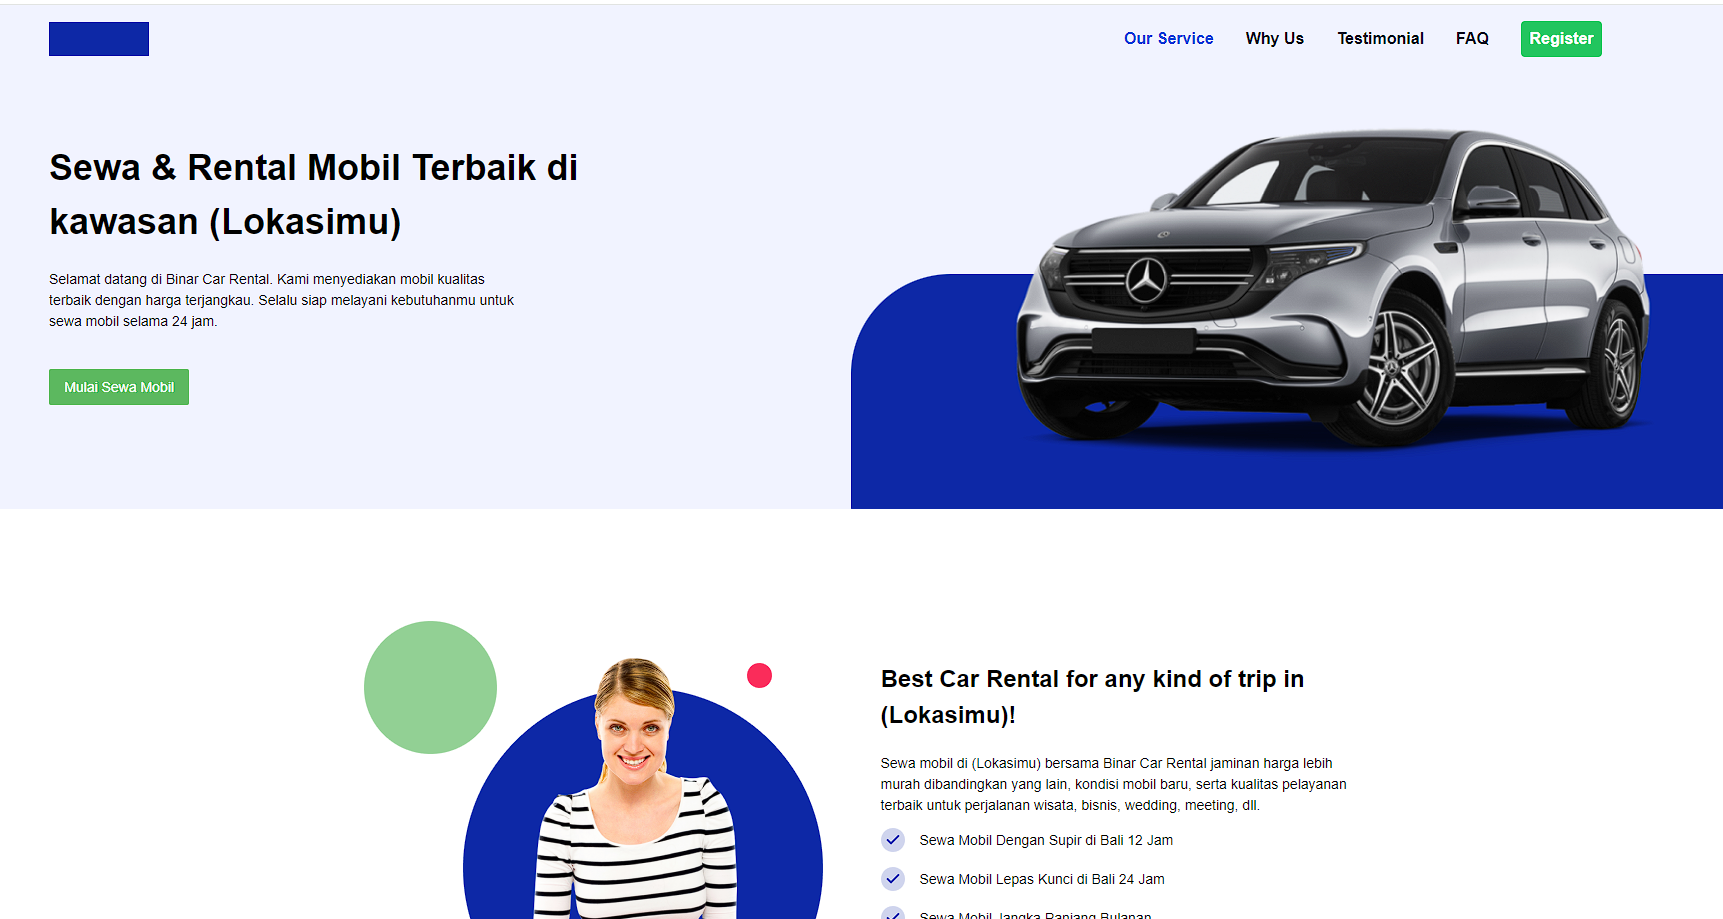 Our Service Why Us Testimonial FAQ Register
Sewa & Rental Mobil Terbaik di
kawasan (Lokasimu)
Selamat datang di Binar Car Rental. Kami menyediakan mobil kualitas
terbaik dengan harga terjangkau. Selalu siap melayani kebutuhanmu untuk
sewa mobil selama 24 jam.
Mulai Sewa Mobil
Best Car Rental for any kind of trip in
(Lokasimu)!
Sewa mobil di (Lokasimu) bersama Binar Car Rental jaminan harga lebih
murah dibandingkan yang lain, kondisi mobil baru, serta kualitas pelayanan
terbaik untuk perjalanan wisata, bisnis, wedding, meeting, dll.
Sewa Mobil Dengan Supir di Bali 12 Jam
Sewa Mobil Lepas Kunci di Bali 24 Jam
Sewa Mobil Jangka Panjang Bulanan